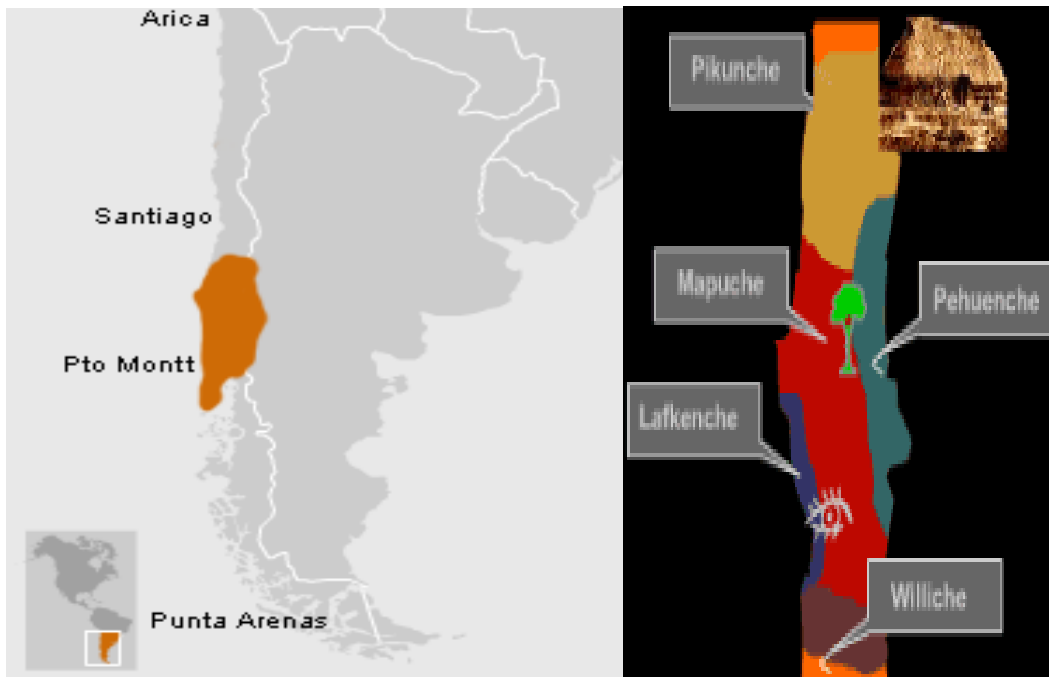 Arica
Santiago
Pto Montt
Punta Arenas
Pikunche
Mapuche
Pehuenche
Lafkenche
Williche